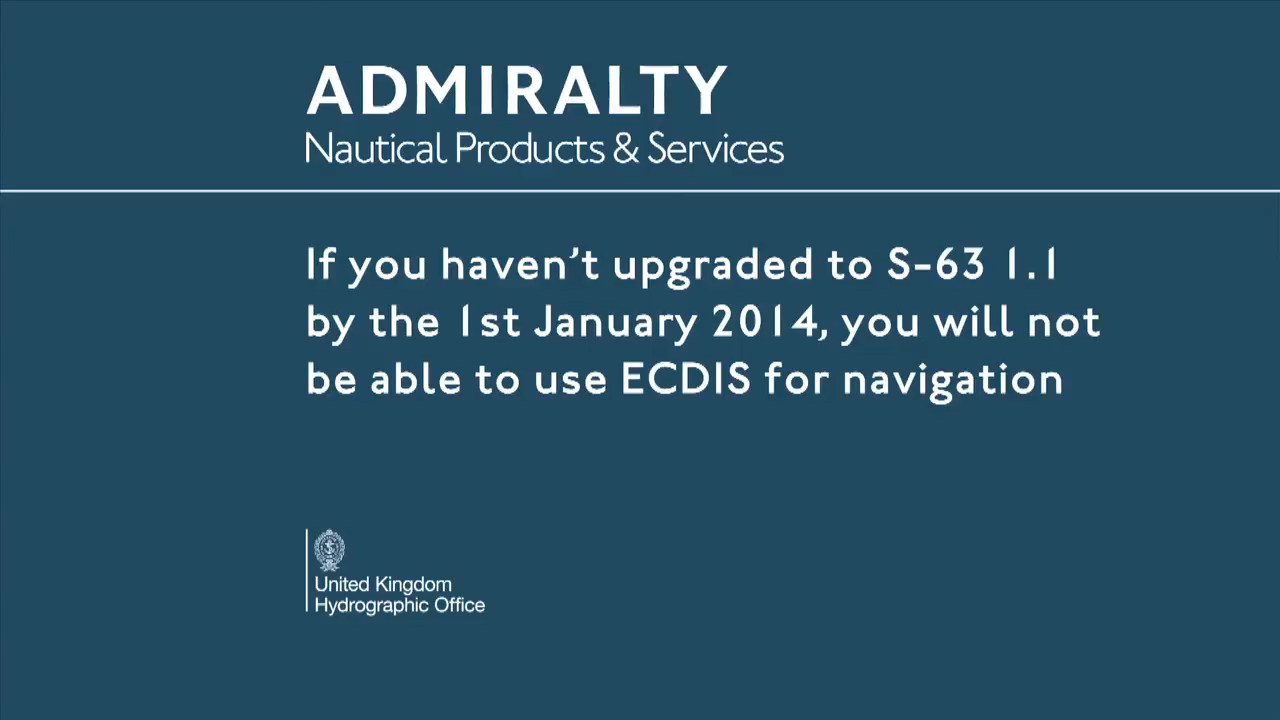 ADMIRALTY
Nautical Products & Services
If you haven’t upgraded to S-63 1.1
by the 1st January 2014, you will not
be able to use ECDIS for navigation
United Kingdom
Hydrographic Office